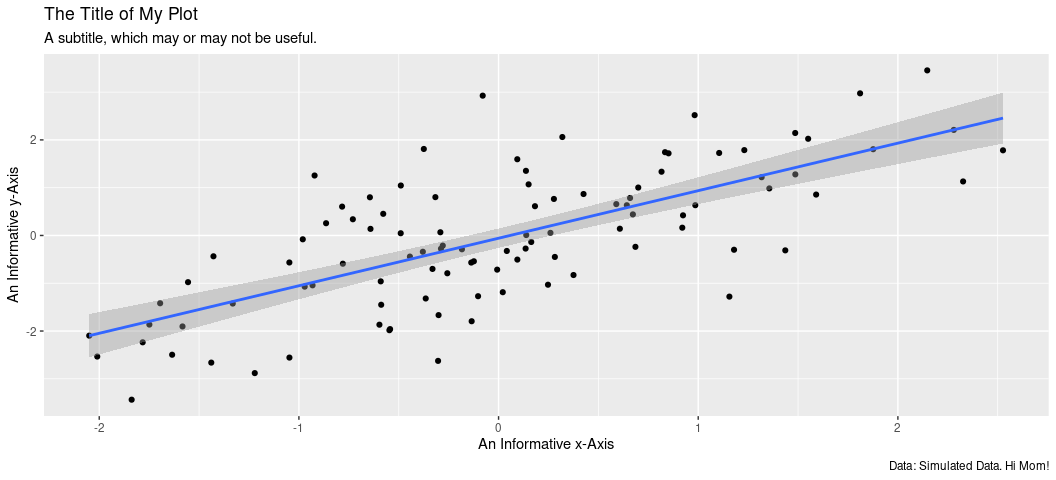 The Title of My Plot
A subtitle, which may or may not be useful.
An Informative y-Axis
2
0
-2
-2 -1 0 1 2
An Informative x-Axis
Data: Simulated Data. Hi Mom!